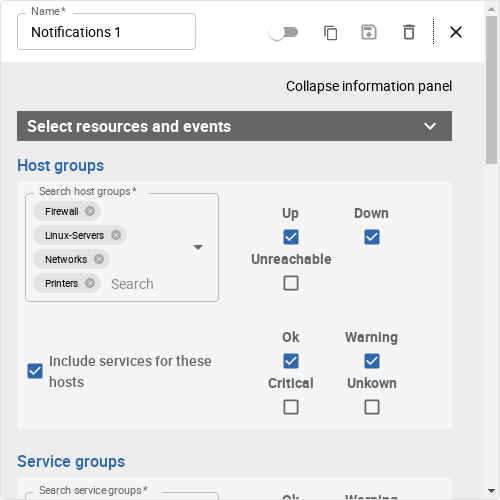 Name *
Notifications 1
Collapse information panel
Select resources and events
Host groups
Search host groups *
Firewall
Linux-Servers
Networks
Printers
Search
Up
Down
Unreachable
Include services for these
hosts
Ok
Warning
Critical
Unkown
Service groups
Search service groups *
Ok
Warning